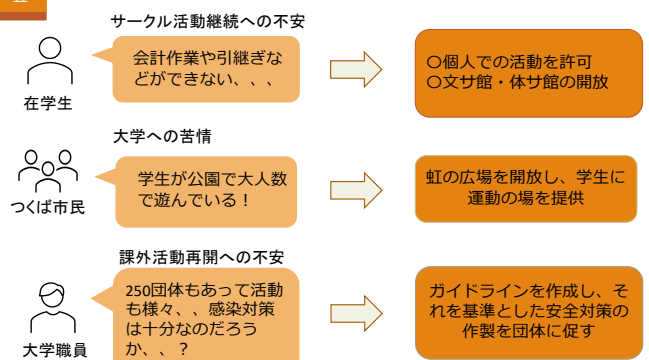 サークル活動継続への不安
会計作業や引継ぎな
どができない、、、
在学生
〇個人での活動を許可
〇文サ館・体サ館の開放
大学への苦情
学生が公園で大人数
で遊んでいる！
つくば市民
虹の広場を開放し、学生に
運動の場を提供
課外活動再開への不安
250団体もあって活動
も様々、、感染対策
は十分なのだろう
か、、？
大学職員
ガイドラインを作成し、そ
れを基準とした安全対策の
作製を団体に促す